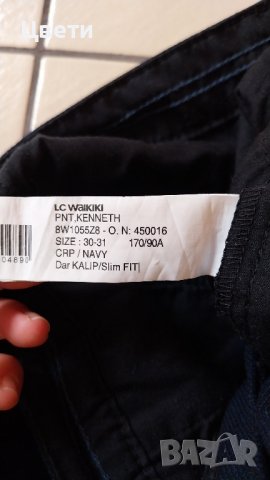 Цвети
LC WAIKIKI
PNT.KENNETH
8W1055Z8 - O. N: 450016
SIZE : 30-31 170/90A
CRP / NAVY
Dar KALIP/Slim FIT
04890
BAZAR
.bg